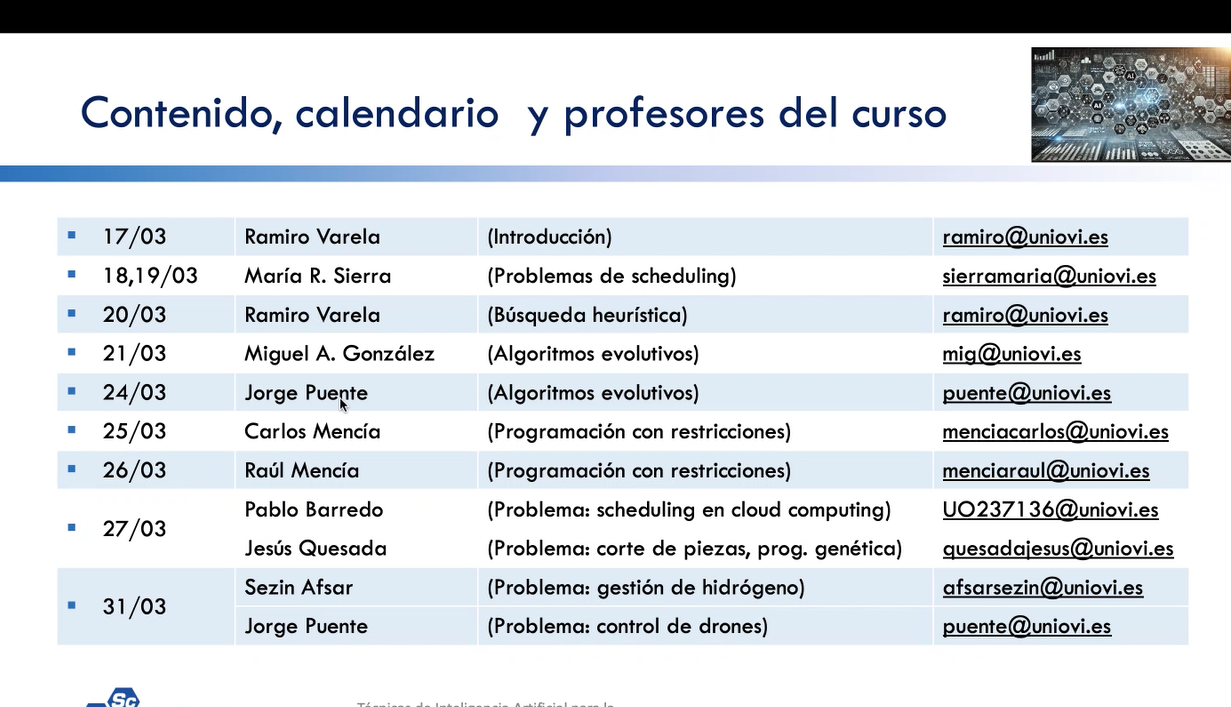 Contenido, calendario y profesores del curso
17/03 Ramiro Varela (Introducción) ramiro@uniovi.es
18,19/03 María R. Sierra (Problemas de scheduling) sierramaria@uniovi.es
20/03 Ramiro Varela (Búsqueda heurística) ramiro@uniovi.es
21/03 Miguel A. González (Algoritmos evolutivos) mig@uniovi.es
24/03 Jorge Puente (Algoritmos evolutivos) puente@uniovi.es
25/03 Carlos Mencía (Programación con restricciones) menciacarlos@uniovi.es
26/03 Raúl Mencía (Programación con restricciones) menciaraul@uniovi.es
27/03 Pablo Barredo (Problema: scheduling en cloud computing) UO237136@uniovi.es
Jesús Quesada (Problema: corte de piezas, prog. genética) quesadajesus@uniovi.es
31/03 Sezin Afsar (Problema: gestión de hidrógeno) afsarsezin@uniovi.es
Jorge Puente (Problema: control de drones) puente@uniovi.es
Sc
Técnicas de Inteligencia Artificial para la